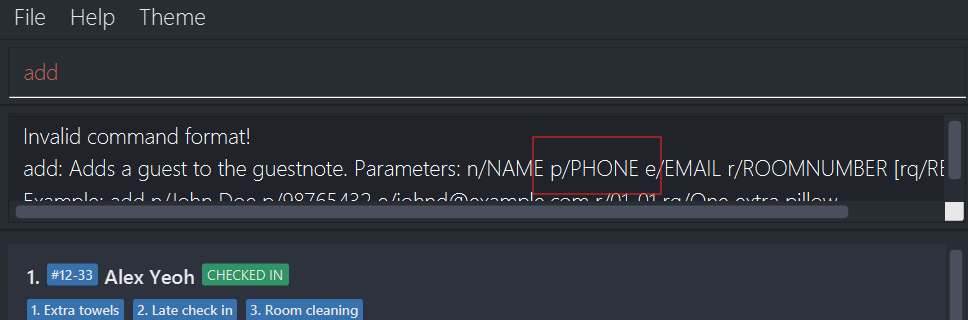 File Help Theme
add
Invalid command format!
add: Adds a guest to the guestnote. Parameters: n/NAME p/PHONE e/EMAIL r/ROOMNUMBER [rq/RE
Example: add n/John Doe p/98765432 e/johnd@example.com r/01-01 rq/One extra pillow
1. #12-33 Alex Yeoh CHECKED IN
1. Extra towels 2. Late check in 3. Room cleaning